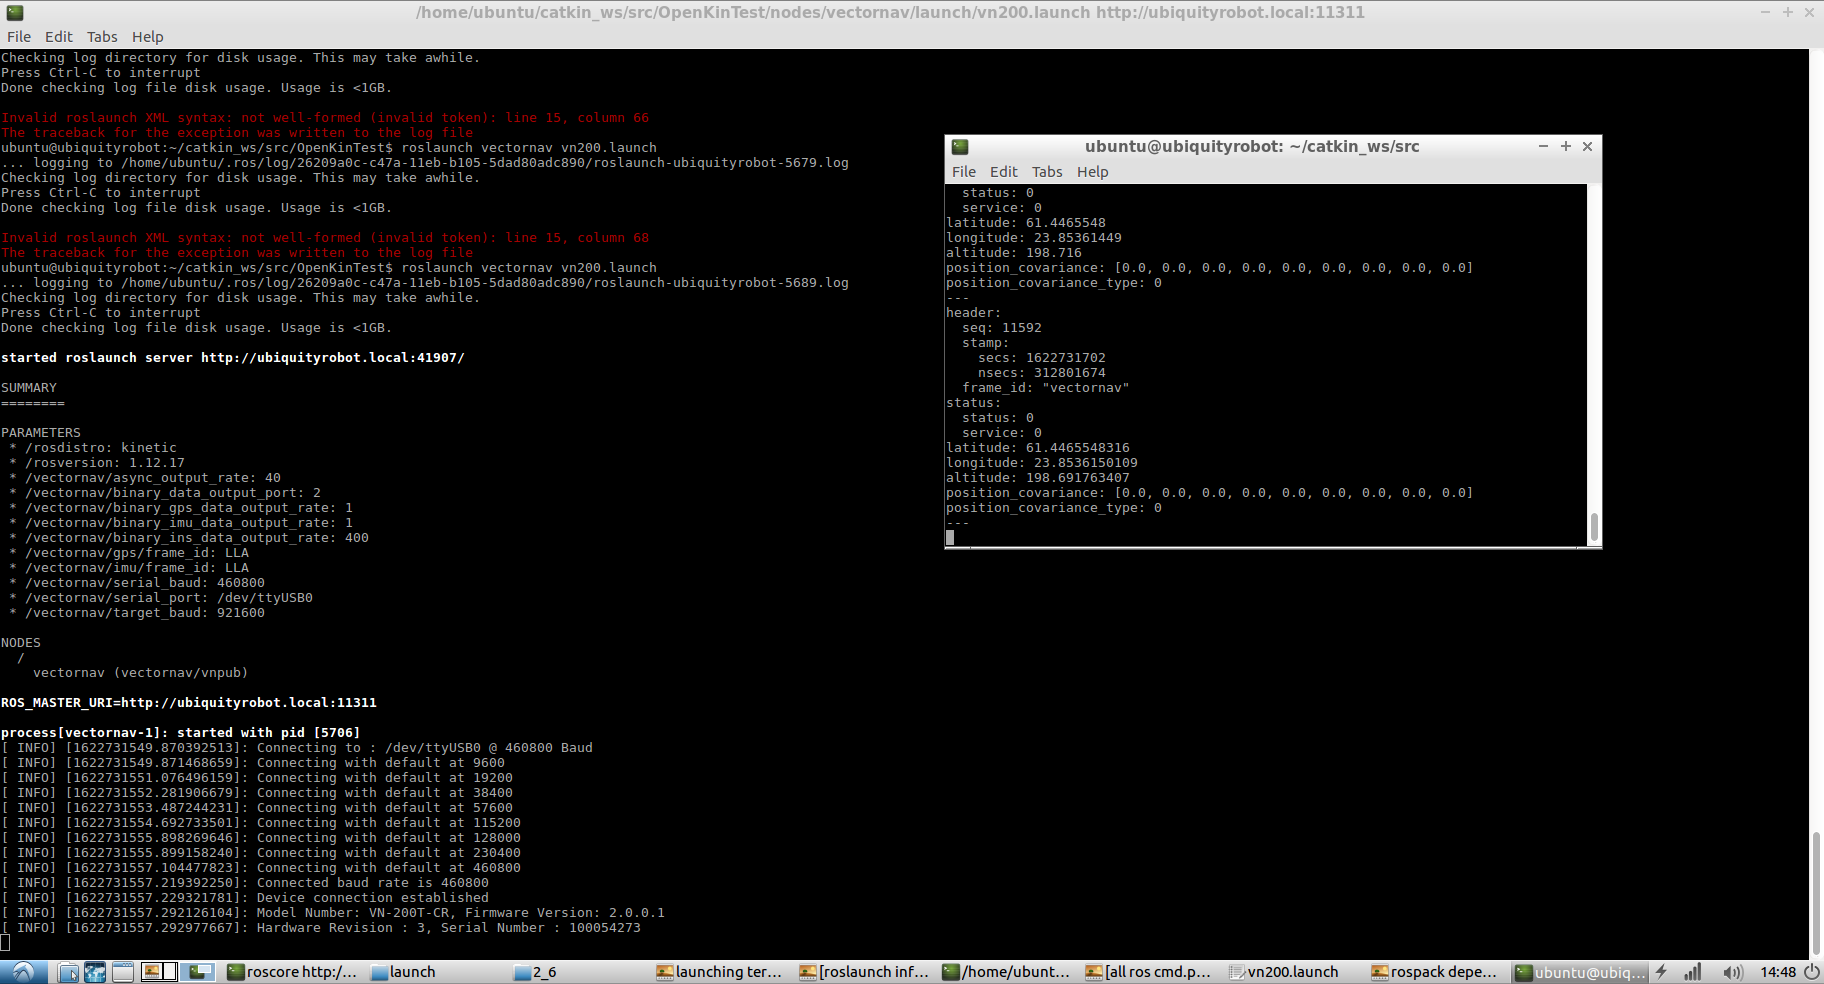 /home/ubuntu/catkin_ws/src/OpenKinTest/nodes/vectornav/launch/vn200.launch http://ubiquityrobot.local:11311
File Edit Tabs Help
Checking log directory for disk usage. This may take awhile.
Press Ctrl-C to interrupt
Done checking log file disk usage. Usage is <1GB.
Invalid roslaunch XML syntax: not well-formed (invalid token): line 15, column 66
The traceback for the exception was written to the log file
ubuntu@ubiquityrobot:~/catkin_ws/src/OpenKinTest$ roslaunch vectornav vn200.launch
... logging to /home/ubuntu/.ros/log/26209a0c-c47a-11eb-b105-5dad80adc890/roslaunch-ubiquityrobot-5679.log
Checking log directory for disk usage. This may take awhile.
Press Ctrl-C to interrupt
Done checking log file disk usage. Usage is <1GB.
Invalid roslaunch XML syntax: not well-formed (invalid token): line 15, column 68
The traceback for the exception was written to the log file
ubuntu@ubiquityrobot:~/catkin_ws/src/OpenKinTest$ roslaunch vectornav vn200.launch
... logging to /home/ubuntu/.ros/log/26209a0c-c47a-11eb-b105-5dad80adc890/roslaunch-ubiquityrobot-5689.log
Checking log directory for disk usage. This may take awhile.
Press Ctrl-C to interrupt
Done checking log file disk usage. Usage is <1GB.
started roslaunch server http://ubiquityrobot.local:41907/
SUMMARY
========
PARAMETERS
* /rosdistro: kinetic
* /rosversion: 1.12.17
* /vectornav/async_output_rate: 40
* /vectornav/binary_data_output_port: 2
* /vectornav/binary_gps_data_output_rate: 1
* /vectornav/binary_imu_data_output_rate: 1
* /vectornav/binary_ins_data_output_rate: 400
* /vectornav/gps/frame_id: LLA
* /vectornav/imu/frame_id: LLA
* /vectornav/serial_baud: 460800
* /vectornav/serial_port: /dev/ttyUSB0
* /vectornav/target_baud: 921600
NODES
/
vectornav (vectornav/vnpub)
ROS_MASTER_URI=http://ubiquityrobot.local:11311
process[vectornav-1]: started with pid [5706]
[ INFO] [1622731549.870392513]: Connecting to : /dev/ttyUSB0 @ 460800 Baud
[ INFO] [1622731549.871468659]: Connecting with default at 9600
[ INFO] [1622731551.076496159]: Connecting with default at 19200
[ INFO] [1622731552.281906679]: Connecting with default at 38400
[ INFO] [1622731553.487244231]: Connecting with default at 57600
[ INFO] [1622731554.692733501]: Connecting with default at 115200
[ INFO] [1622731555.898269646]: Connecting with default at 128000
[ INFO] [1622731555.899158240]: Connecting with default at 230400
[ INFO] [1622731557.104477823]: Connecting with default at 460800
[ INFO] [1622731557.219392250]: Connected baud rate is 460800
[ INFO] [1622731557.229321781]: Device connection established
[ INFO] [1622731557.292126104]: Model Number: VN-200T-CR, Firmware Version: 2.0.0.1
[ INFO] [1622731557.292977667]: Hardware Revision : 3, Serial Number : 100054273
ubuntu@ubiquityrobot: ~/catkin_ws/src
File Edit Tabs Help
status: 0
service: 0
latitude: 61.4465548
longitude: 23.85361449
altitude: 198.716
position_covariance: [0.0, 0.0, 0.0, 0.0, 0.0, 0.0, 0.0, 0.0, 0.0]
position_covariance_type: 0
---
header:
seq: 11592
stamp:
secs: 1622731702
nsecs: 312801674
frame_id: "vectornav"
status:
status: 0
service: 0
latitude: 61.4465548316
longitude: 23.8536150109
altitude: 198.691763407
position_covariance: [0.0, 0.0, 0.0, 0.0, 0.0, 0.0, 0.0, 0.0, 0.0]
position_covariance_type: 0
---
roscore http:/... launch 2_6 launching ter... [roslaunch inf... /home/ubunt... [all ros cmd.p... vn200.launch rospack depe... ubuntu@ubiq... 14:48